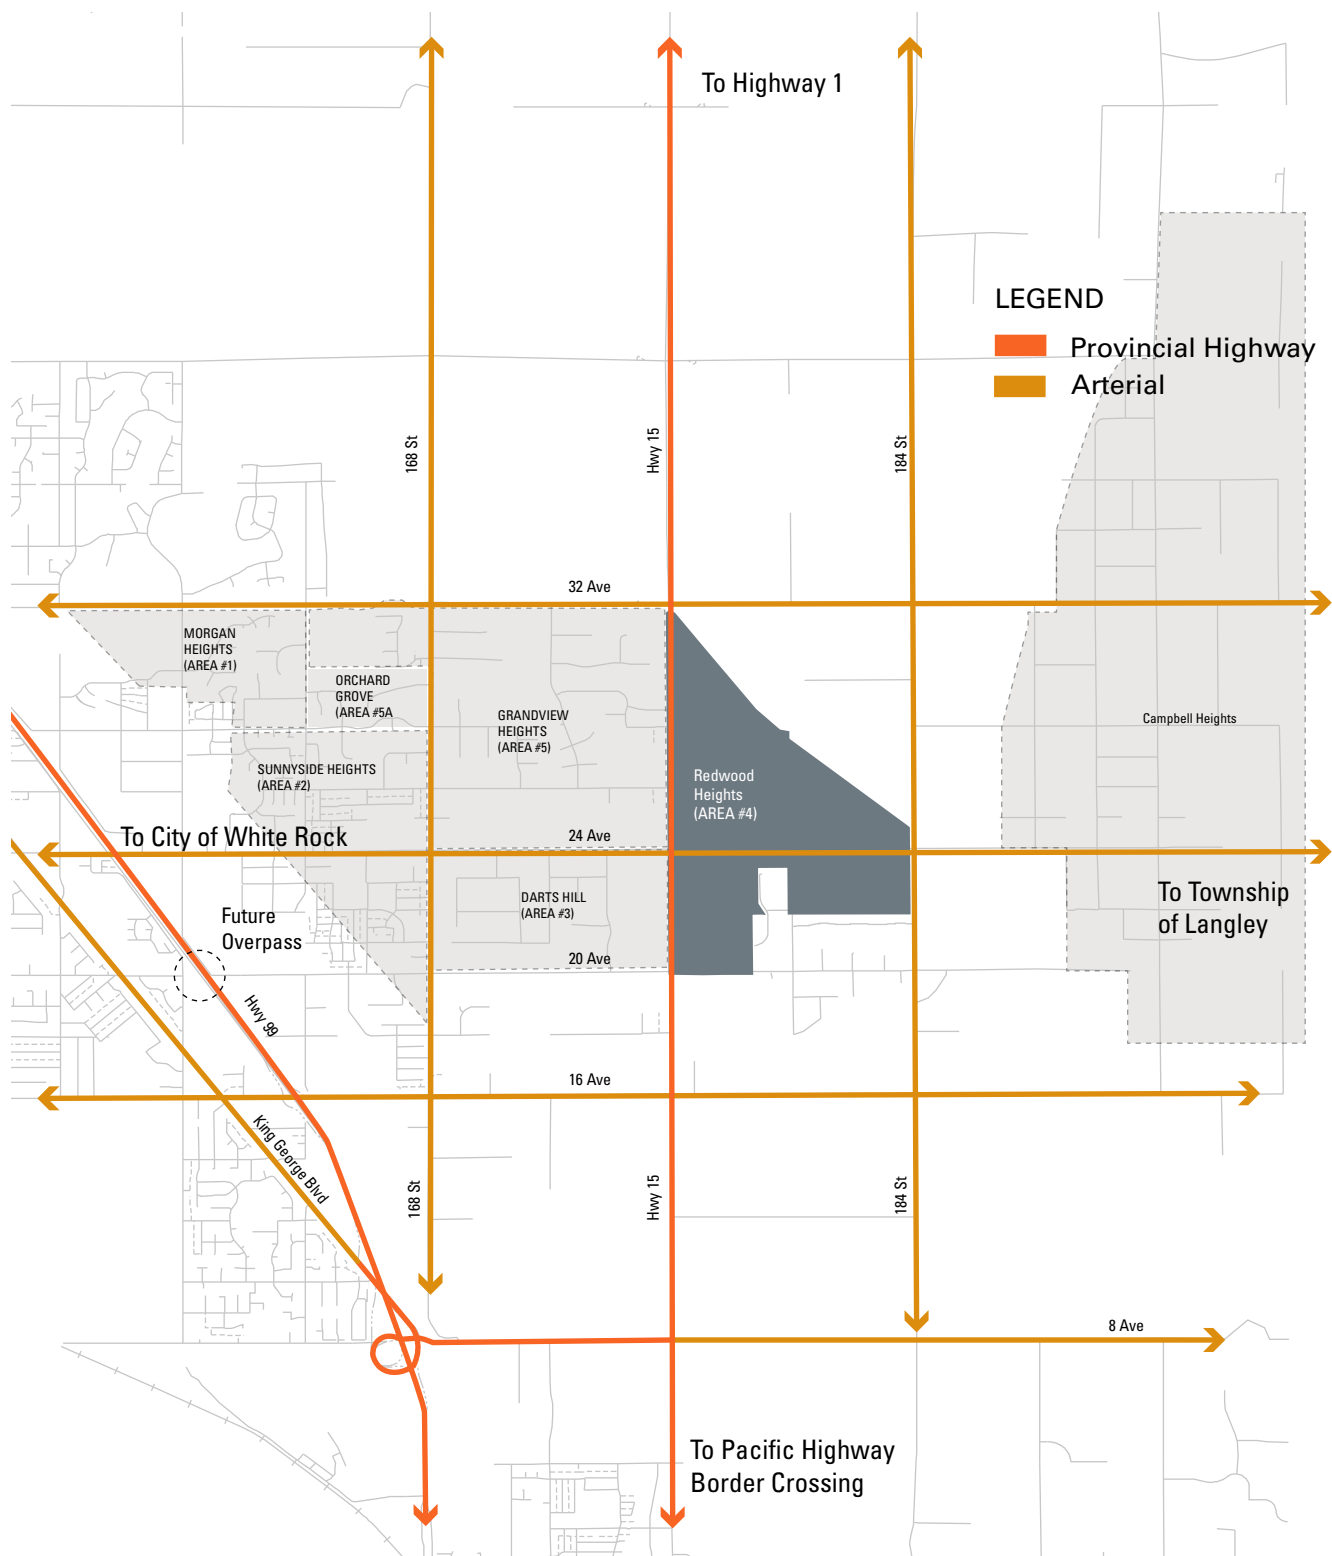 To Highway 1
LEGEND
Provincial Highway
Arterial
168 St
Hwy 15
184 St
32 Ave
MORGAN
HEIGHTS
(AREA #1)
ORCHARD
GROVE
(AREA #5A
GRANDVIEW
HEIGHTS
(AREA #5)
Campbell Heights
SUNNYSIDE HEIGHTS
(AREA #2)
Redwood
Heights
(AREA #4)
To City of White Rock
24 Ave
DARTS HILL
(AREA #3)
To Township
of Langley
Future
Overpass
20 Ave
Hwy 99
16 Ave
King George Blvd
168 St
Hwy 15
184 St
8 Ave
To Pacific Highway
Border Crossing